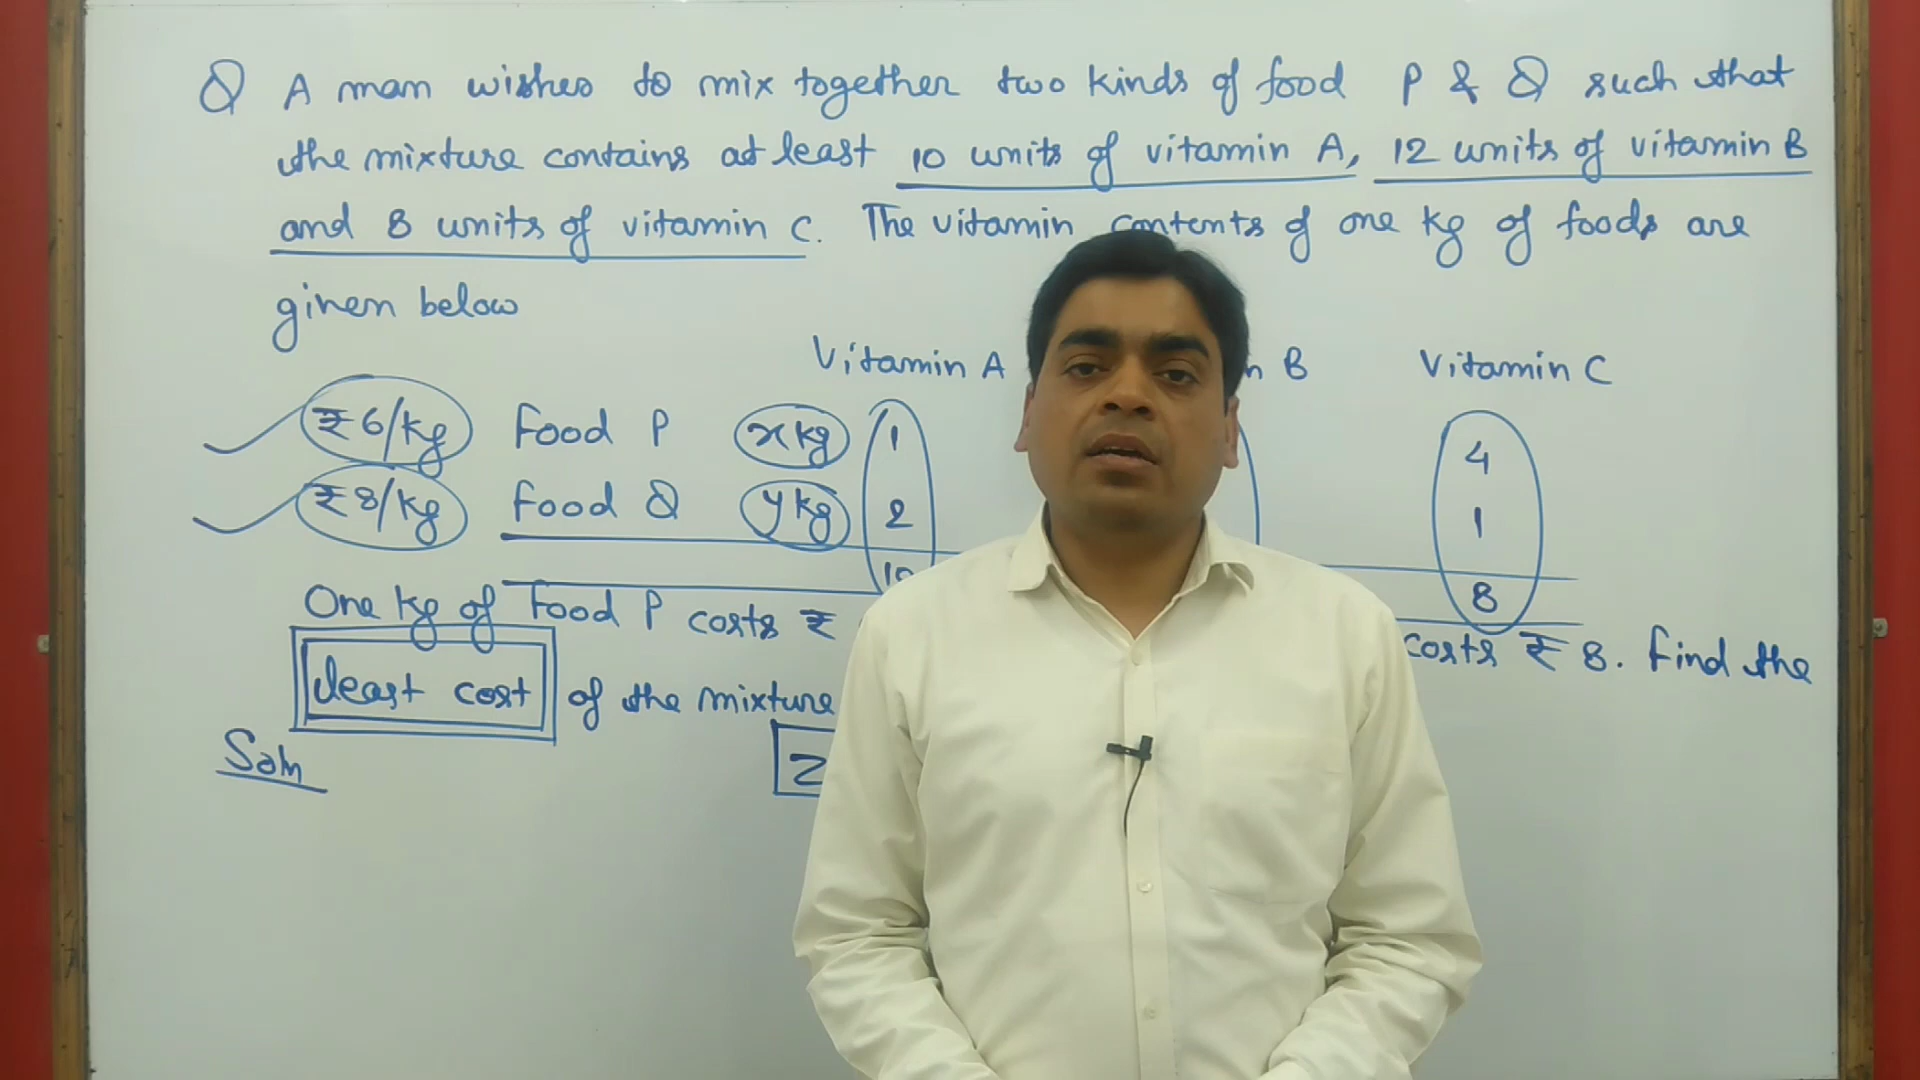 Q A man wishes to mix together two kinds of food P & Q such that
the mixture contains at least 10 units of vitamin A, 12 units of vitamin B
and 8 units of vitamin C. The vitamin contents of one kg of foods are
given below
Vitamin A n B Vitamin C
₹6/kg Food P x kg 1 4
₹8/kg Food Q y kg 2 1
10 8
One kg of Food P costs ₹ costs ₹ 8. Find the
least cost of the mixture
Soln Z